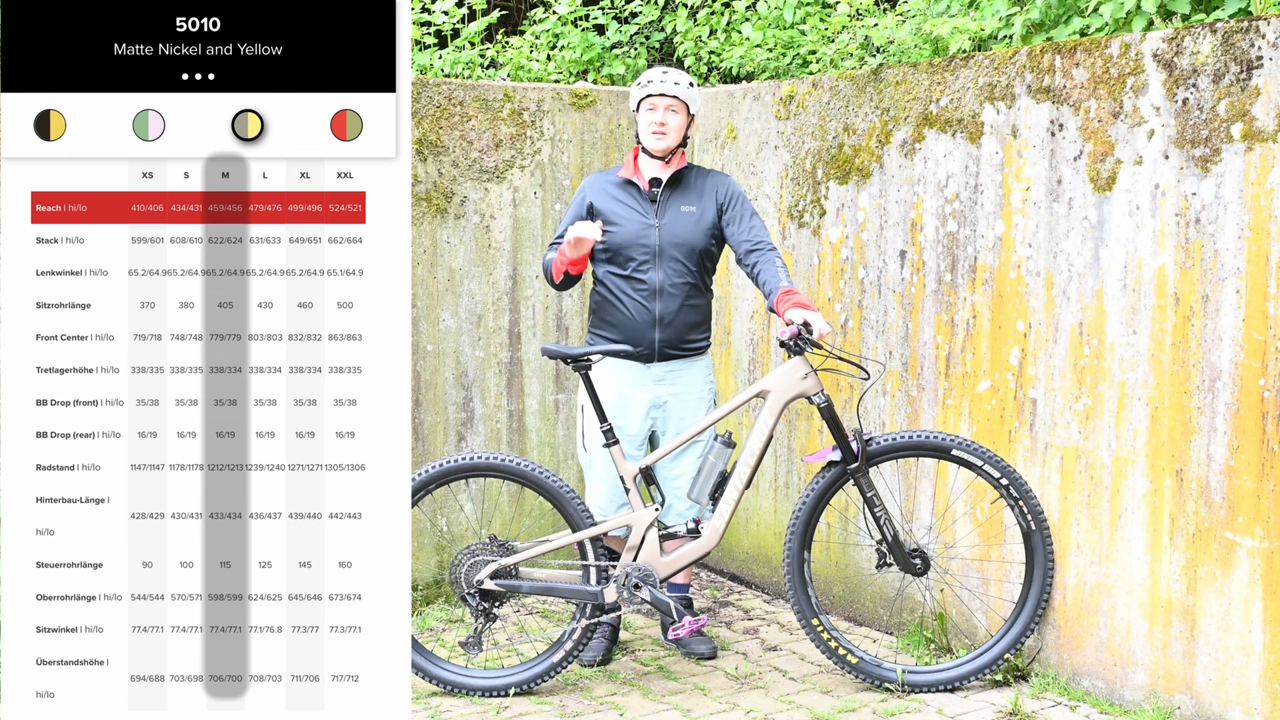 5010
Matte Nickel and Yellow
XS S M L XL XXL
Reach | hi/lo 410/406 434/431 459/456 479/476 499/496 524/521
Stack | hi/lo 599/601 608/610 622/624 631/633 649/651 662/664
Lenkwinkel | hi/lo 65.2/64.9 65.2/64.9 65.2/64.9 65.2/64.9 65.2/64.9 65.1/64.9
Sitzrohrlänge 370 380 405 430 460 500
Front Center | hi/lo 719/718 748/748 779/779 803/803 832/832 863/863
Tretlagerhöhe | hi/lo 338/335 338/335 338/334 338/334 338/334 338/335
BB Drop (front) | hi/lo 35/38 35/38 35/38 35/38 35/38 35/38
BB Drop (rear) | hi/lo 16/19 16/19 16/19 16/19 16/19 16/19
Radstand | hi/lo 1147/1147 1178/1178 1212/1213 1239/1240 1271/1271 1305/1306
Hinterbau-Länge |
hi/lo 428/429 430/431 433/434 436/437 439/440 442/443
Steuerrohrlänge 90 100 115 125 145 160
Oberrohrlänge | hi/lo 544/544 570/571 598/599 624/625 645/646 673/674
Sitzwinkel | hi/lo 77.4/77.1 77.4/77.1 77.4/77.1 77.1/76.8 77.3/77 77.3/77.1
Überstandshöhe |
hi/lo 694/688 703/698 706/700 708/703 711/706 717/712
GORE
MAXXIS